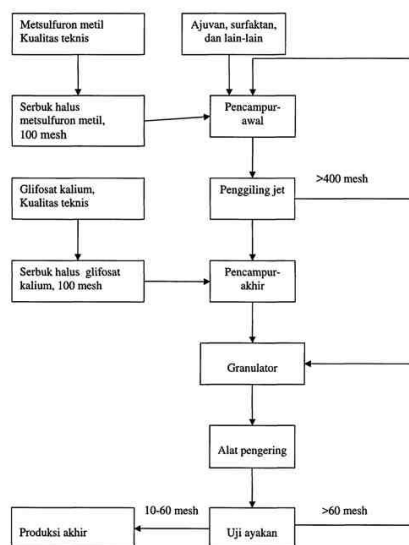 Metsulfuron metil
Kualitas teknis
Ajuvan, surfaktan,
dan lain-lain
Serbuk halus
metsulfuron metil,
100 mesh
Pencampur-
awal
Glifosat kalium,
Kualitas teknis
Penggiling jet
>400 mesh
Serbuk halus glifosat
kalium, 100 mesh
Pencampur-
akhir
Granulator
Alat pengering
10-60 mesh
>60 mesh
Produksi akhir
Uji ayakan